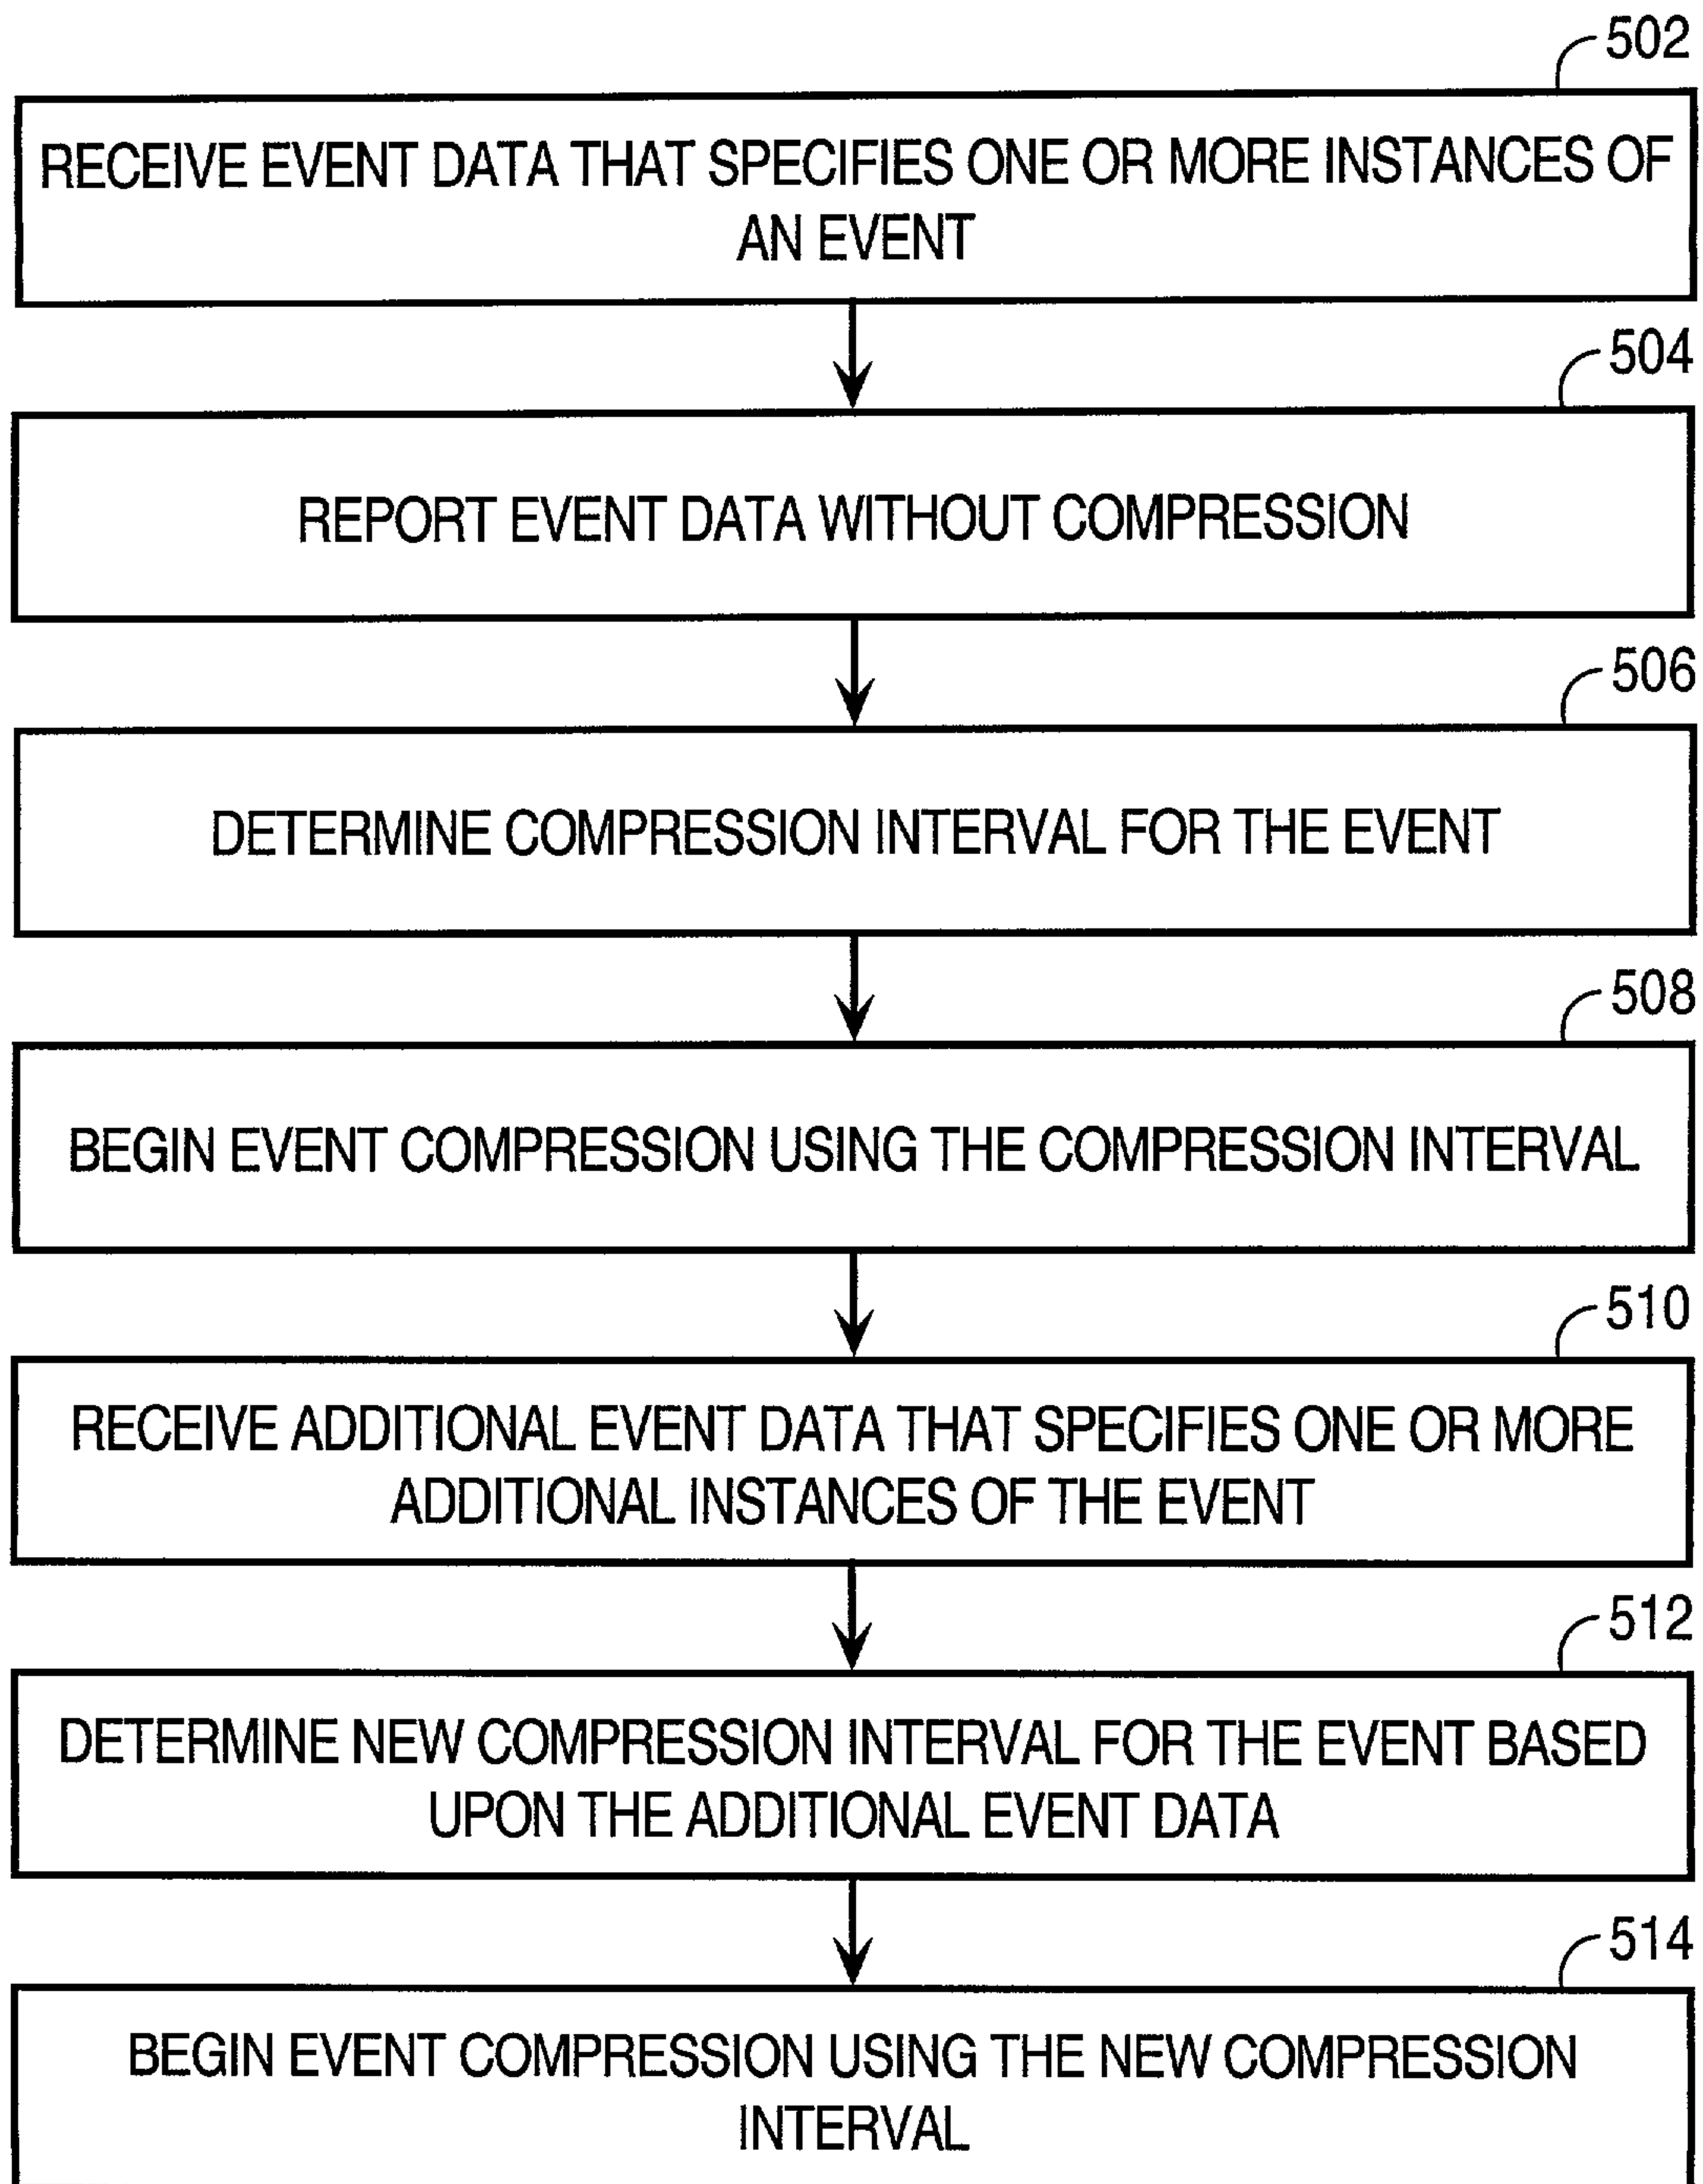 502
RECEIVE EVENT DATA THAT SPECIFIES ONE OR MORE INSTANCES OF
AN EVENT
504
REPORT EVENT DATA WITHOUT COMPRESSION
506
DETERMINE COMPRESSION INTERVAL FOR THE EVENT
508
BEGIN EVENT COMPRESSION USING THE COMPRESSION INTERVAL
510
RECEIVE ADDITIONAL EVENT DATA THAT SPECIFIES ONE OR MORE
ADDITIONAL INSTANCES OF THE EVENT
512
DETERMINE NEW COMPRESSION INTERVAL FOR THE EVENT BASED
UPON THE ADDITIONAL EVENT DATA
514
BEGIN EVENT COMPRESSION USING THE NEW COMPRESSION
INTERVAL